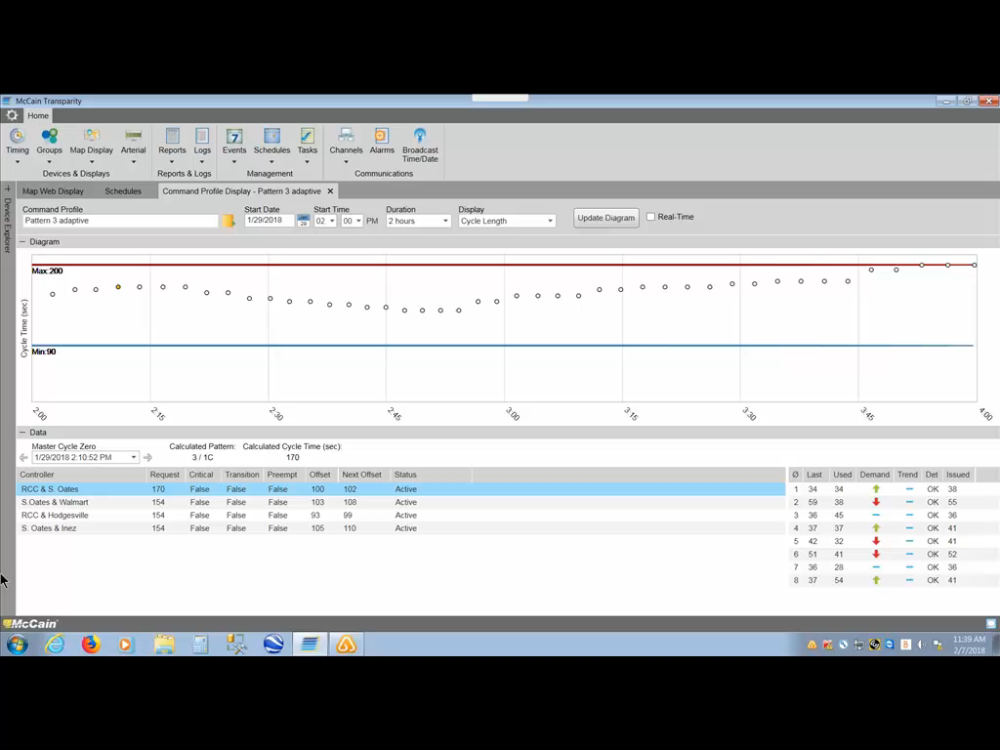 McCain Transparity
Home
Timing Groups Map Display Arterial Reports Logs Events Schedules Tasks Channels Alarms Broadcast Time/Date
Devices & Displays Reports & Logs Management Communications
Map Web Display Schedules Command Profile Display - Pattern 3 adaptive
Device Explorer
Command Profile Start Date Start Time Duration Display
Pattern 3 adaptive 1/29/2018 02 00 PM 2 hours Cycle Length Update Diagram Real-Time
Diagram
Max:200
Cycle Time (sec)
Min:90
2:00 2:15 2:30 2:45 3:00 3:15 3:30 3:45 4:00
Data
Master Cycle Zero Calculated Pattern: Calculated Cycle Time (sec):
1/29/2018 2:10:52 PM 3 / 1C 170
Controller Request Critical Transition Preempt Offset Next Offset Status
RCC & S. Oates 170 False False False 100 102 Active
S.Oates & Walmart 154 False False False 103 108 Active
RCC & Hodgesville 154 False False False 93 99 Active
S. Oates & Inez 154 False False False 105 110 Active
Ø Last Used Demand Trend Det Issued
1 34 34 OK 38
2 59 38 OK 55
3 36 45 OK 36
4 37 37 OK 41
5 42 32 OK 41
6 51 41 OK 52
7 36 28 OK 36
8 37 54 OK 41
McCain
11:39 AM
2/7/2018